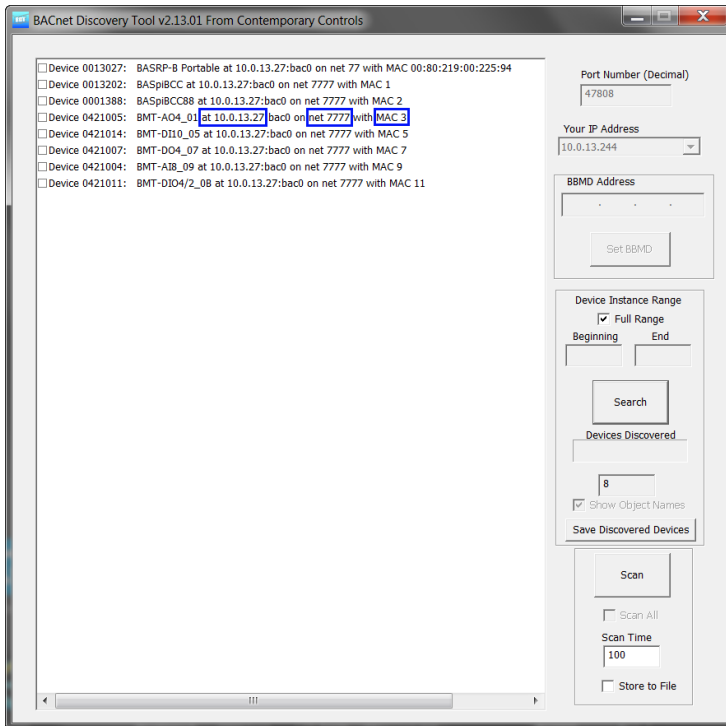 BACnet Discovery Tool v2.13.01 From Contemporary Controls
Device 0013027: BASRP-B Portable at 10.0.13.27:bac0 on net 77 with MAC 00:80:219:00:225:94
Device 0013202: BASpiBCC at 10.0.13.27:bac0 on net 7777 with MAC 1
Device 0001388: BASpiBCC88 at 10.0.13.27:bac0 on net 7777 with MAC 2
Device 0421005: BMT-AO4_01 at 10.0.13.27:bac0 on net 7777 with MAC 3
Device 0421014: BMT-DI10_05 at 10.0.13.27:bac0 on net 7777 with MAC 5
Device 0421007: BMT-DO4_07 at 10.0.13.27:bac0 on net 7777 with MAC 7
Device 0421004: BMT-AI8_09 at 10.0.13.27:bac0 on net 7777 with MAC 9
Device 0421011: BMT-DIO4/2_0B at 10.0.13.27:bac0 on net 7777 with MAC 11
Port Number (Decimal)
47808
Your IP Address
10.0.13.244
BBMD Address
. . .
Set BBMD
Device Instance Range
Full Range
Beginning End
Search
Devices Discovered
8
Show Object Names
Save Discovered Devices
Scan
Scan All
Scan Time
100
Store to File